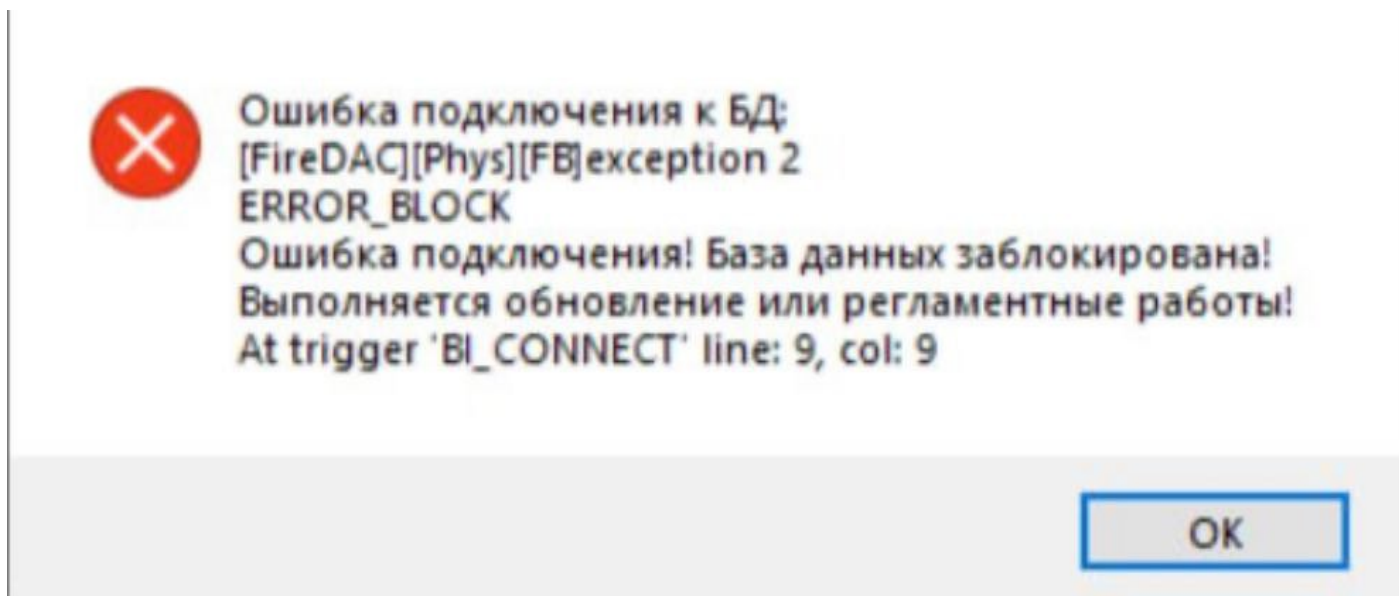 Ошибка подключения к БД:
[FireDAC][Phys][FB]exception 2
ERROR_BLOCK
Ошибка подключения! База данных заблокирована!
Выполняется обновление или регламентные работы!
At trigger 'BI_CONNECT' line: 9, col: 9
OK